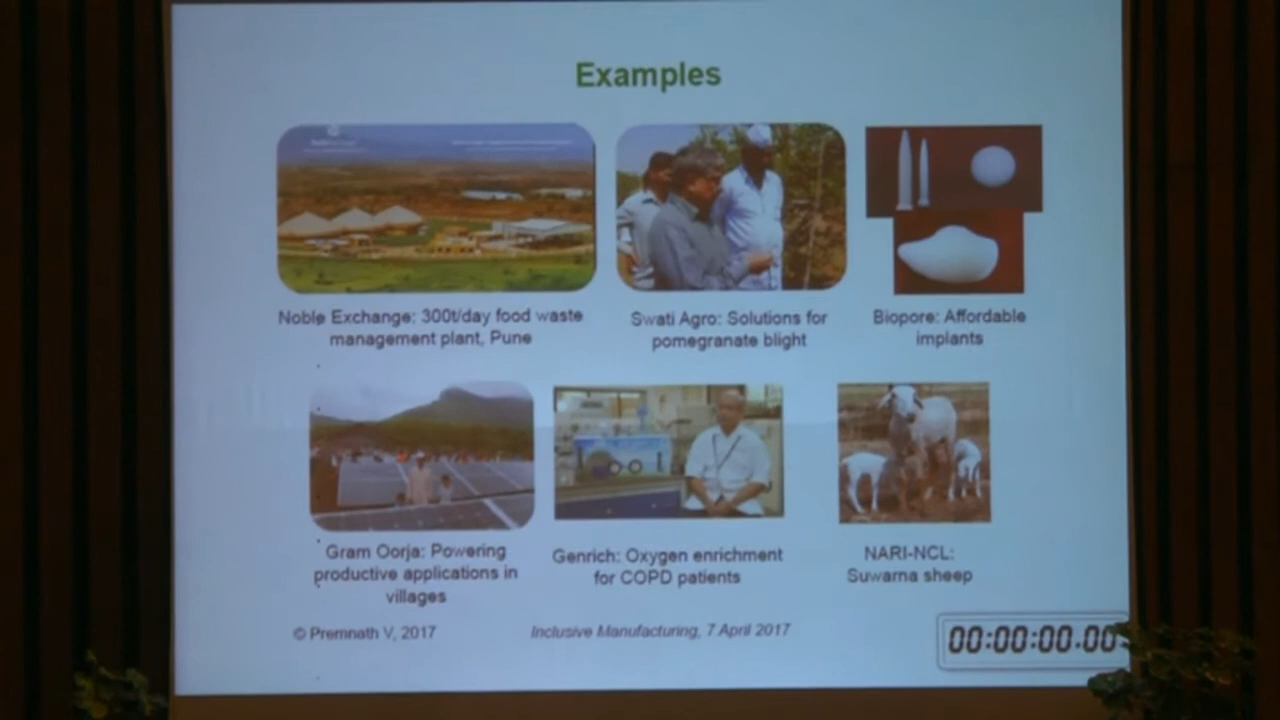 Examples
Noble Exchange: 300t/day food waste
management plant, Pune
Swati Agro: Solutions for
pomegranate blight
Biopore: Affordable
implants
Gram Oorja: Powering
productive applications in
villages
Genrich: Oxygen enrichment
for COPD patients
NARI-NCL:
Suwarna sheep
© Premnath V, 2017
Inclusive Manufacturing, 7 April 2017
00:00:00.00